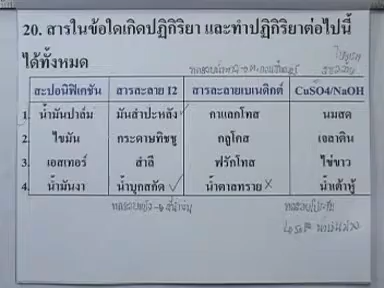 20. สารในข้อใดเกิดปฏิกิริยา และทำปฏิกิริยาต่อไปนี้
ได้ทั้งหมด
สะปอนิฟิเกชัน สารละลาย I2 สารละลายเบเนดิกต์ CuSO4/NaOH
1. น้ำมันปาล์ม มันสำปะหลัง กาแลกโทส นมสด
2. ไขมัน กระดาษทิชชู กลูโคส เจลาติน
3. เอสเทอร์ สำลี ฟรักโทส ไข่ขาว
4. น้ำมันงา น้ำบุกสกัด ✓ น้ำตาลทราย × น้ำเต้าหู้